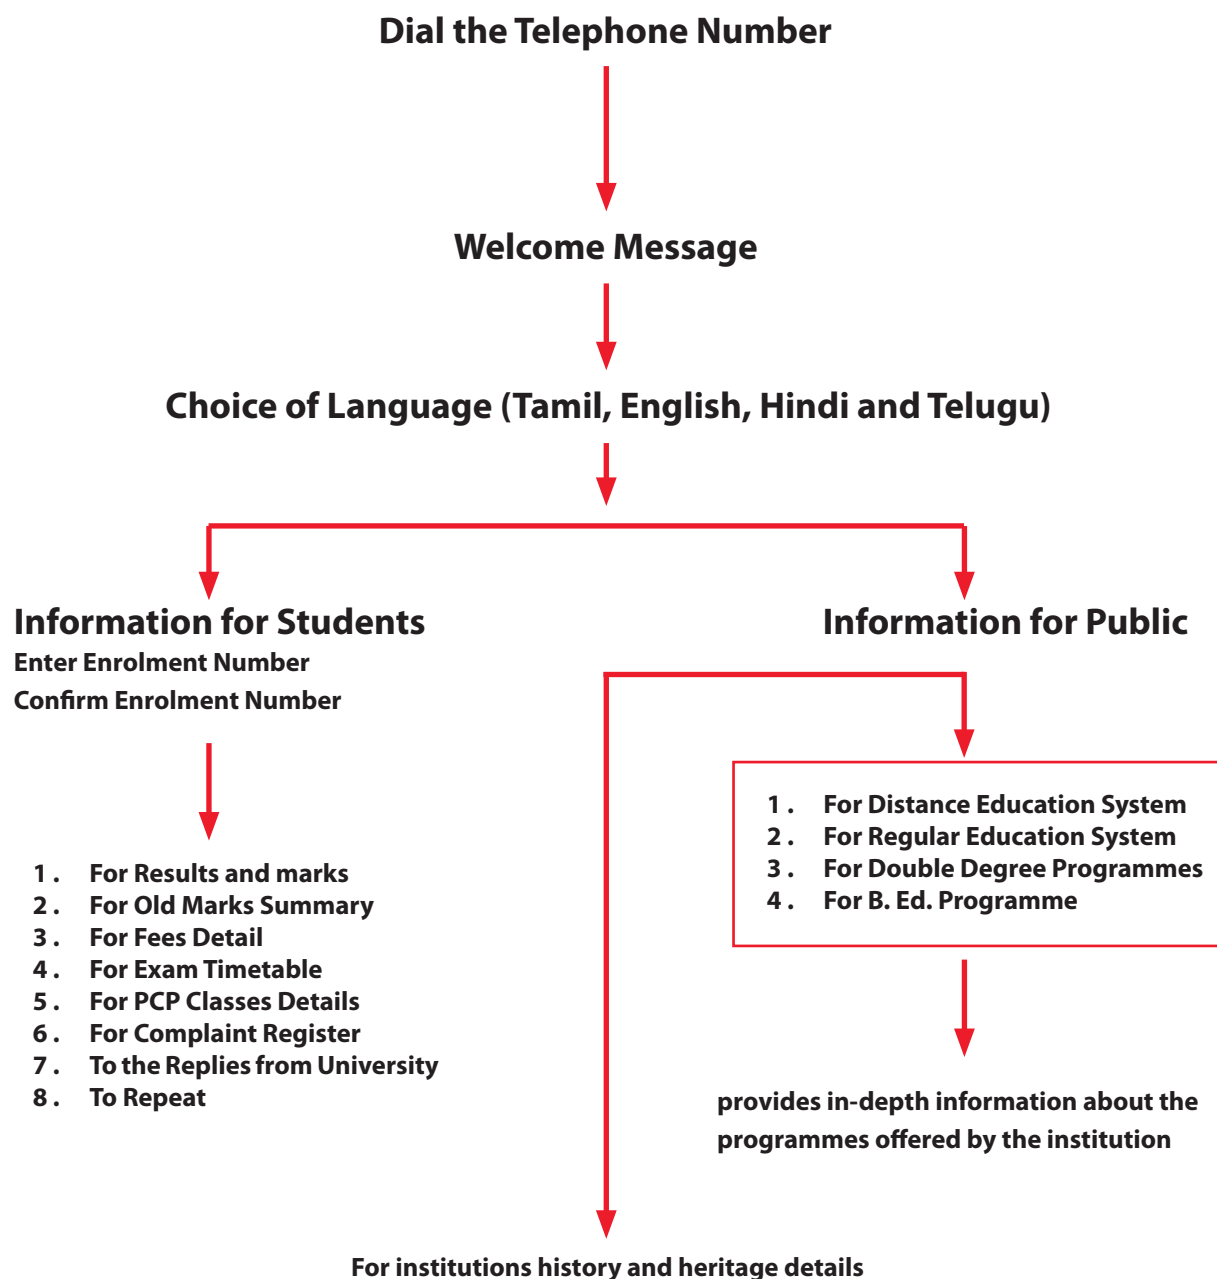 Dial the Telephone Number
Welcome Message
Choice of Language (Tamil, English, Hindi and Telugu)
Information for Students
Enter Enrolment Number
Confirm Enrolment Number
1 . For Results and marks
2 . For Old Marks Summary
3 . For Fees Detail
4 . For Exam Timetable
5 . For PCP Classes Details
6 . For Complaint Register
7 . To the Replies from University
8 . To Repeat
Information for Public
1 . For Distance Education System
2 . For Regular Education System
3 . For Double Degree Programmes
4 . For B. Ed. Programme
provides in-depth information about the
programmes offered by the institution
For institutions history and heritage details